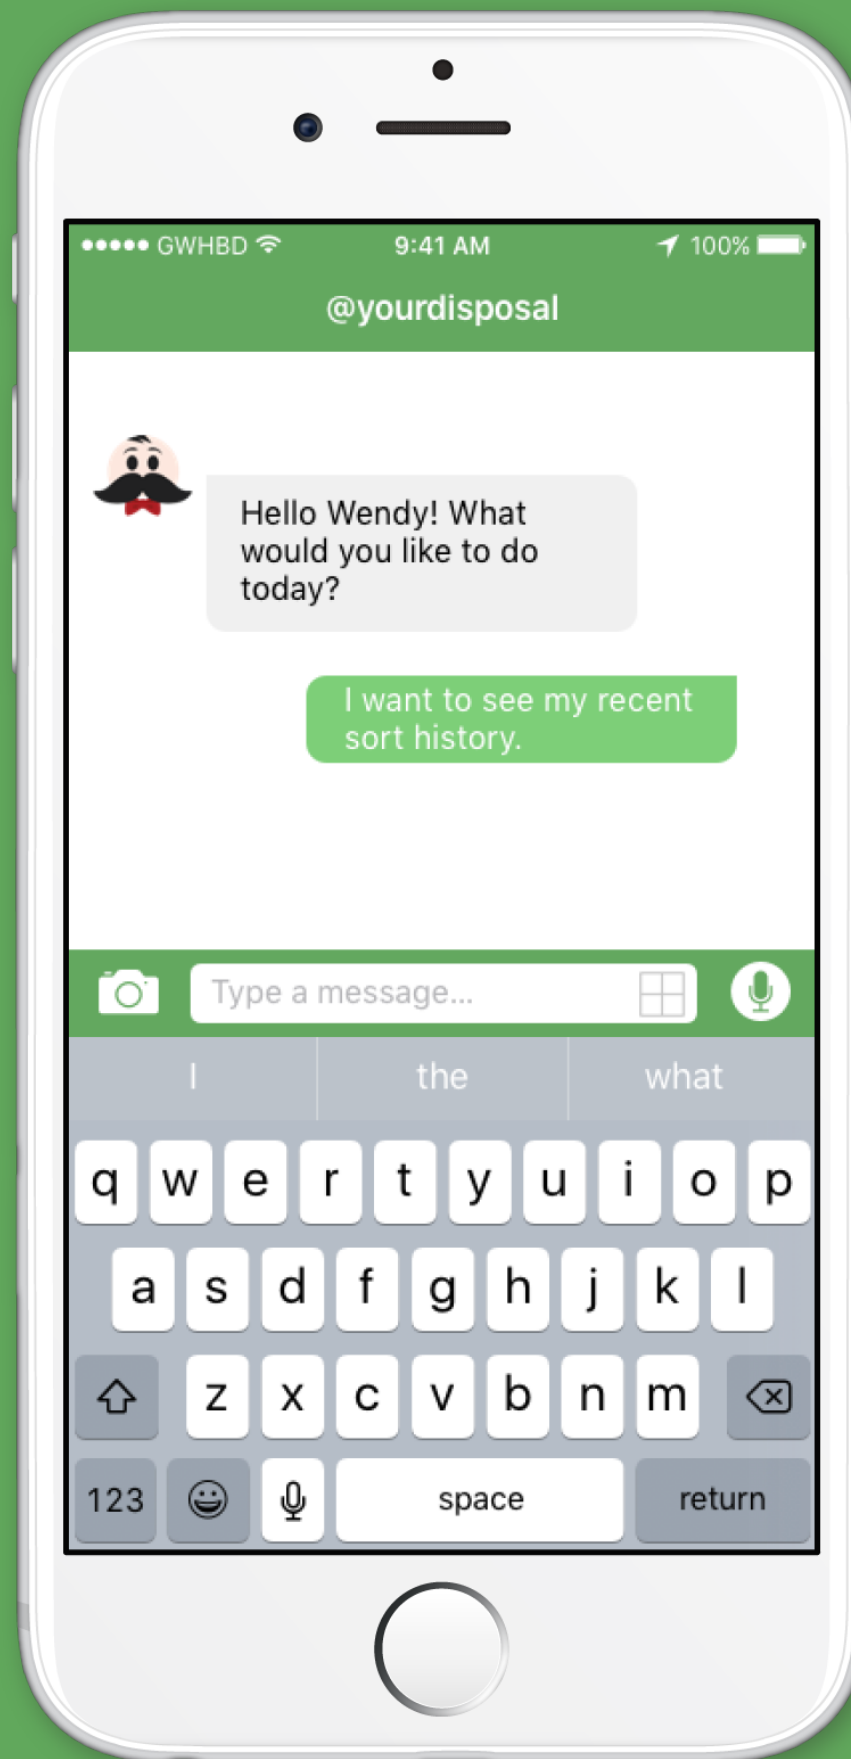 GWHBD 9:41 AM 100%
@yourdisposal
Hello Wendy! What
would you like to do
today?
I want to see my recent
sort history.
Type a message...
I the what
q w e r t y u i o p
a s d f g h j k l
z x c v b n m
123 space return